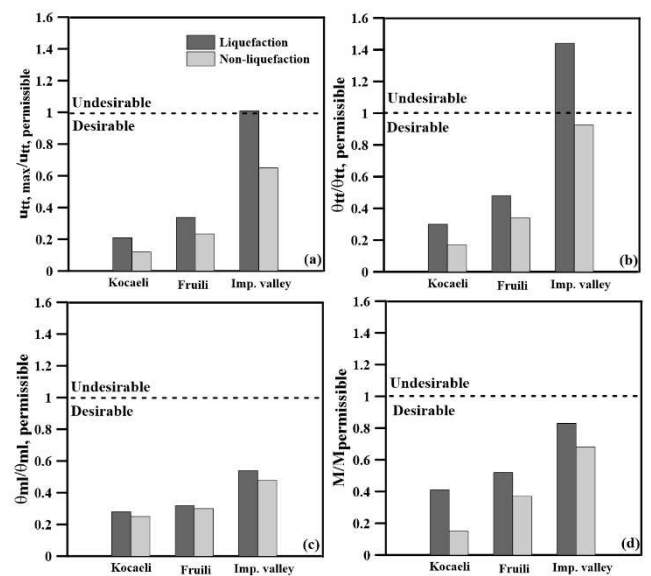 1.6
1.4
1.2
1
0.8
0.6
0.4
0.2
0
utt, max/utt, permissible
Liquefaction
Non-liquefaction
Undesirable
Desirable
(a)
Kocaeli Fruili Imp. valley
1.6
1.4
1.2
1
0.8
0.6
0.4
0.2
0
θtt/θtt, permissible
Undesirable
Desirable
(b)
Kocaeli Fruili Imp. valley
1.6
1.4
1.2
1
0.8
0.6
0.4
0.2
0
θml/θml, permissible
Undesirable
Desirable
(c)
Kocaeli Fruili Imp. valley
1.6
1.4
1.2
1
0.8
0.6
0.4
0.2
0
M/Mpermissible
Undesirable
Desirable
(d)
Kocaeli Fruili Imp. valley